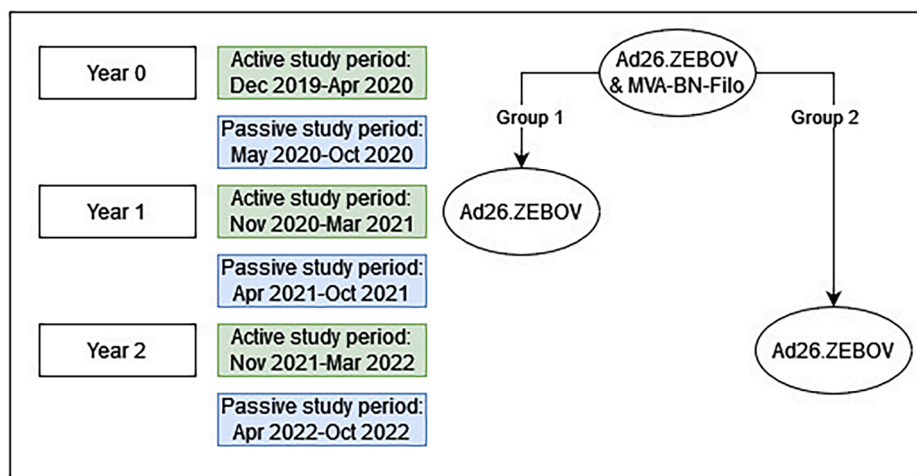 Year 0
Active study period:
Dec 2019-Apr 2020
Passive study period:
May 2020-Oct 2020
Year 1
Active study period:
Nov 2020-Mar 2021
Passive study period:
Apr 2021-Oct 2021
Year 2
Active study period:
Nov 2021-Mar 2022
Passive study period:
Apr 2022-Oct 2022
Ad26.ZEBOV
& MVA-BN-Filo
Group 1
Group 2
Ad26.ZEBOV
Ad26.ZEBOV